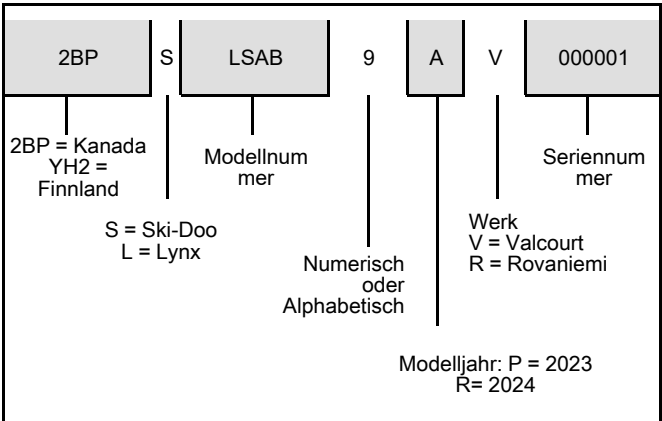 2BP S LSAB 9 A V 000001
2BP = Kanada
YH2 =
Finnland
Modellnum
mer
Seriennum
mer
S = Ski-Doo
L = Lynx
Werk
V = Valcourt
R = Rovaniemi
Numerisch
oder
Alphabetisch
Modelljahr: P = 2023
R= 2024